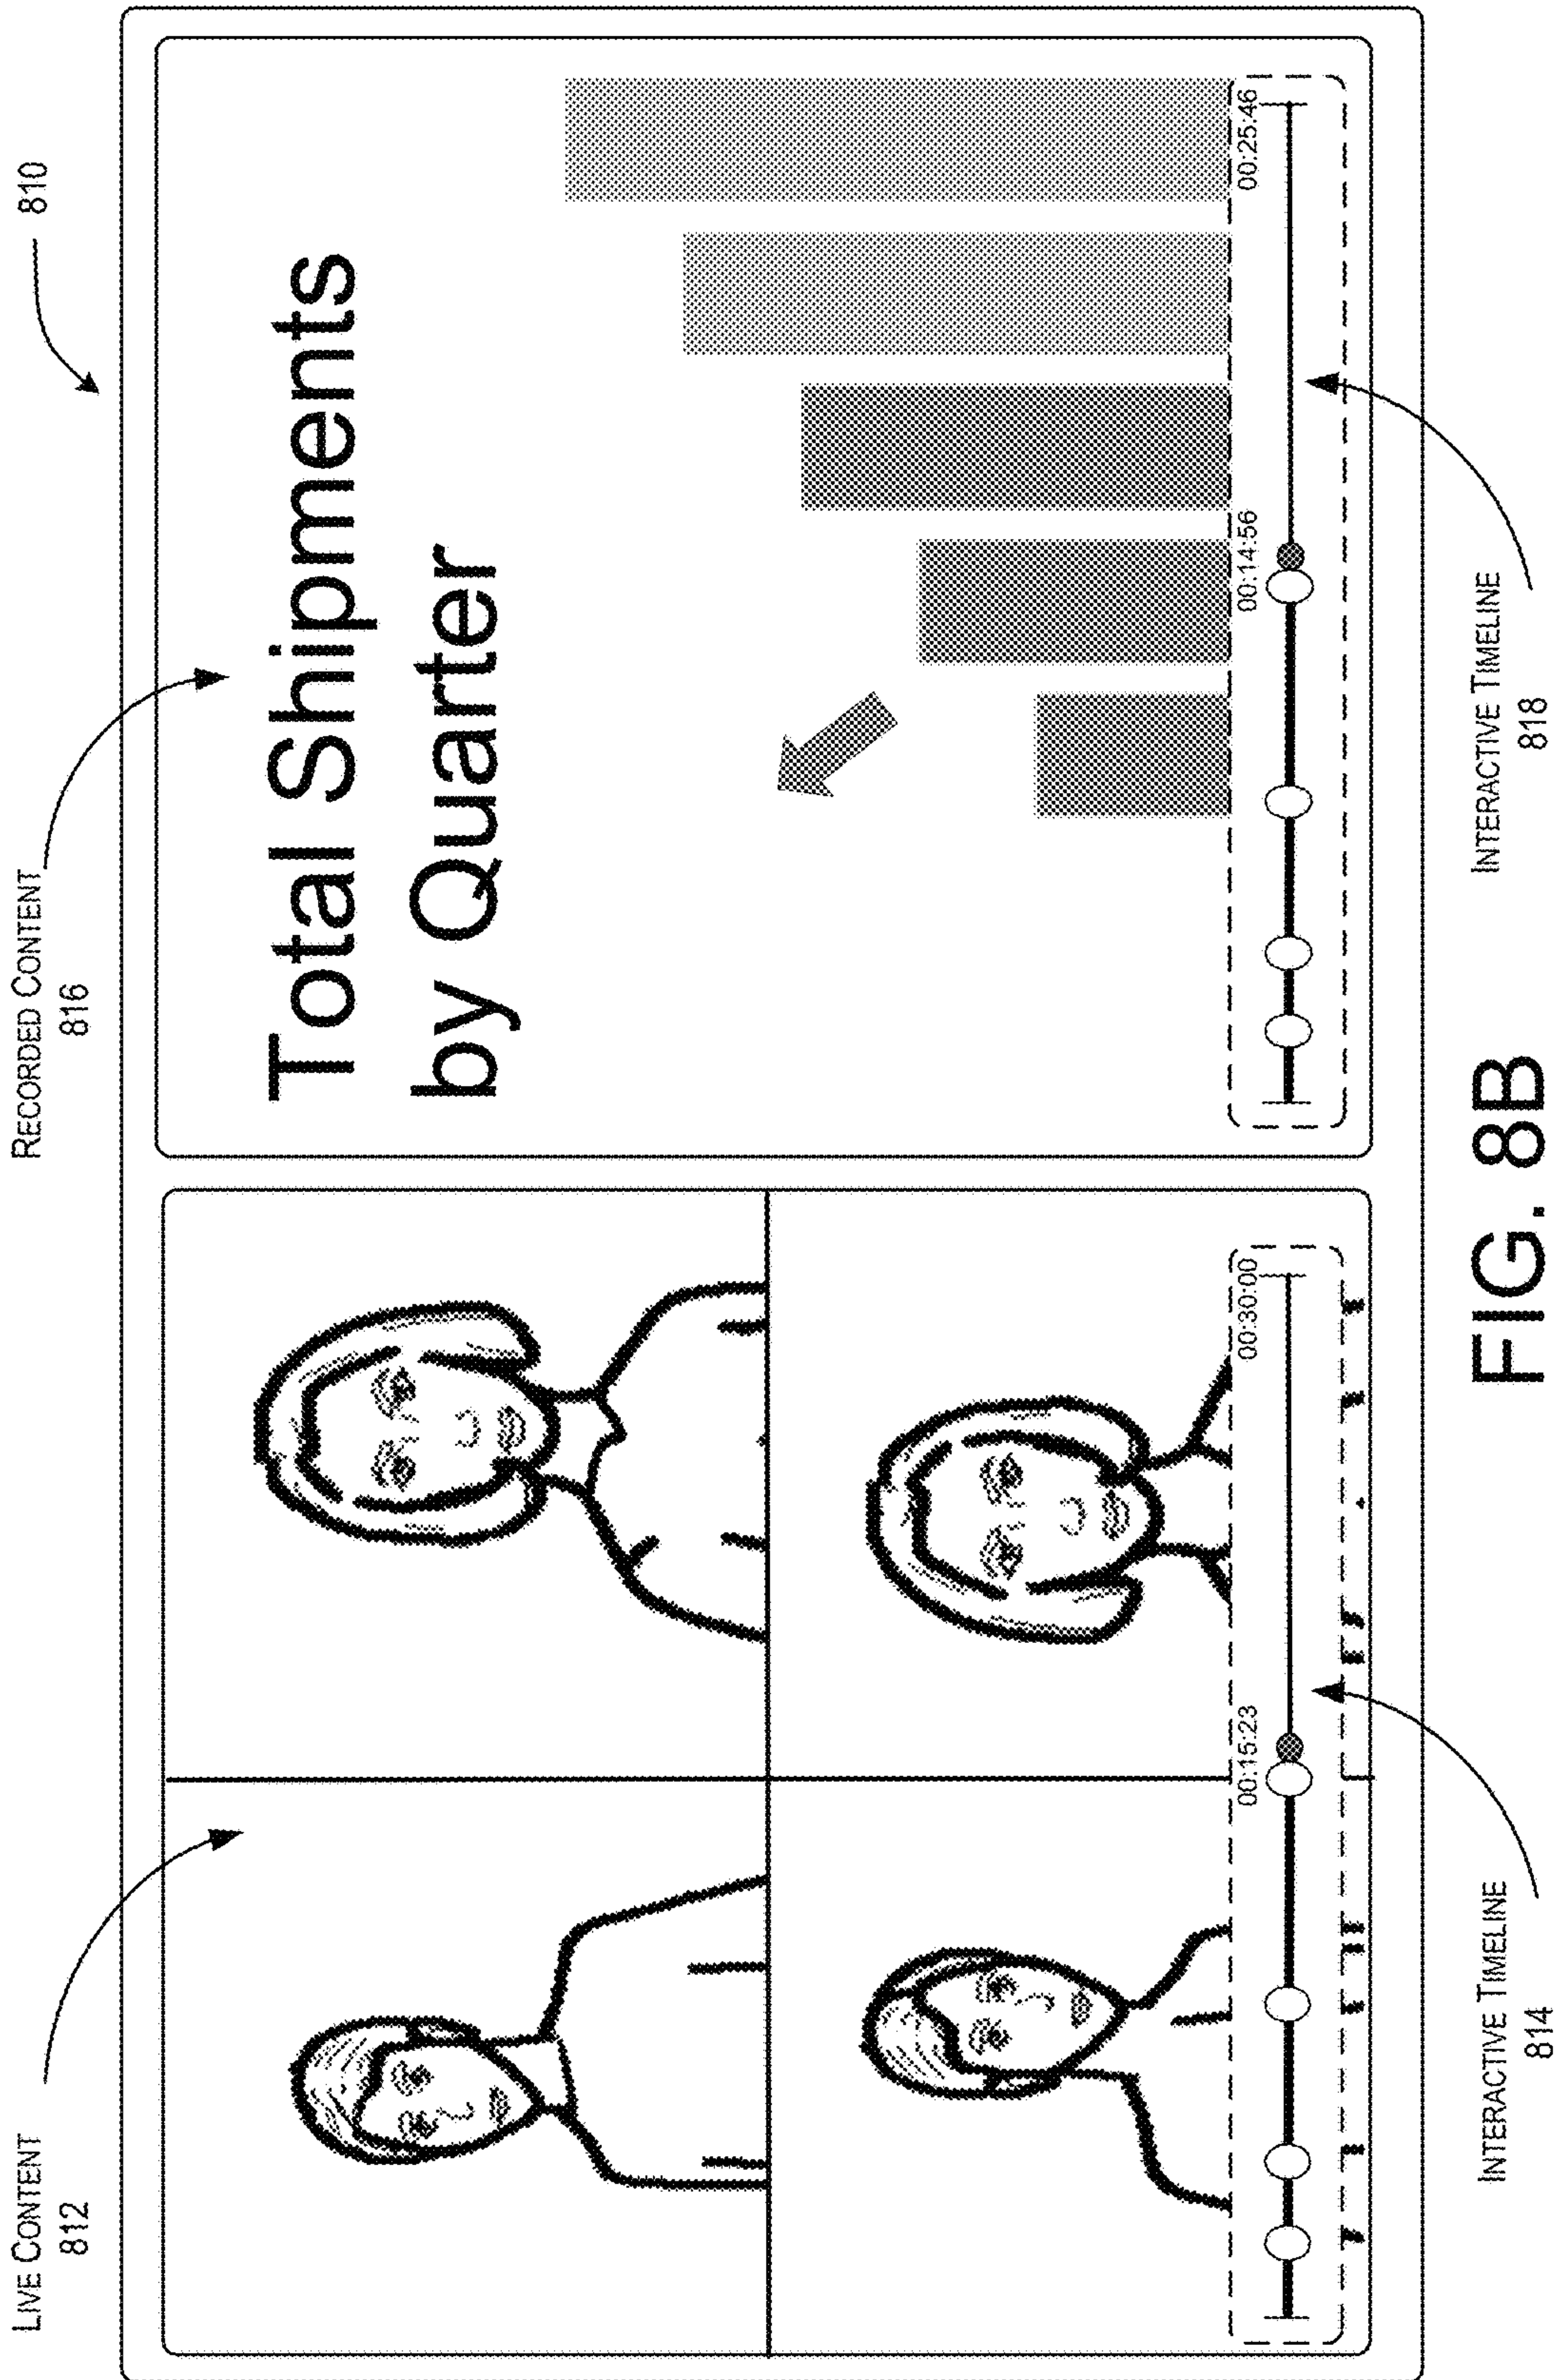 810
LIVE CONTENT
812
RECORDED CONTENT
816
Total Shipments
by Quarter
00:15:23
00:30:00
00:14:56
00:25:46
INTERACTIVE TIMELINE
814
INTERACTIVE TIMELINE
818
FIG. 8B